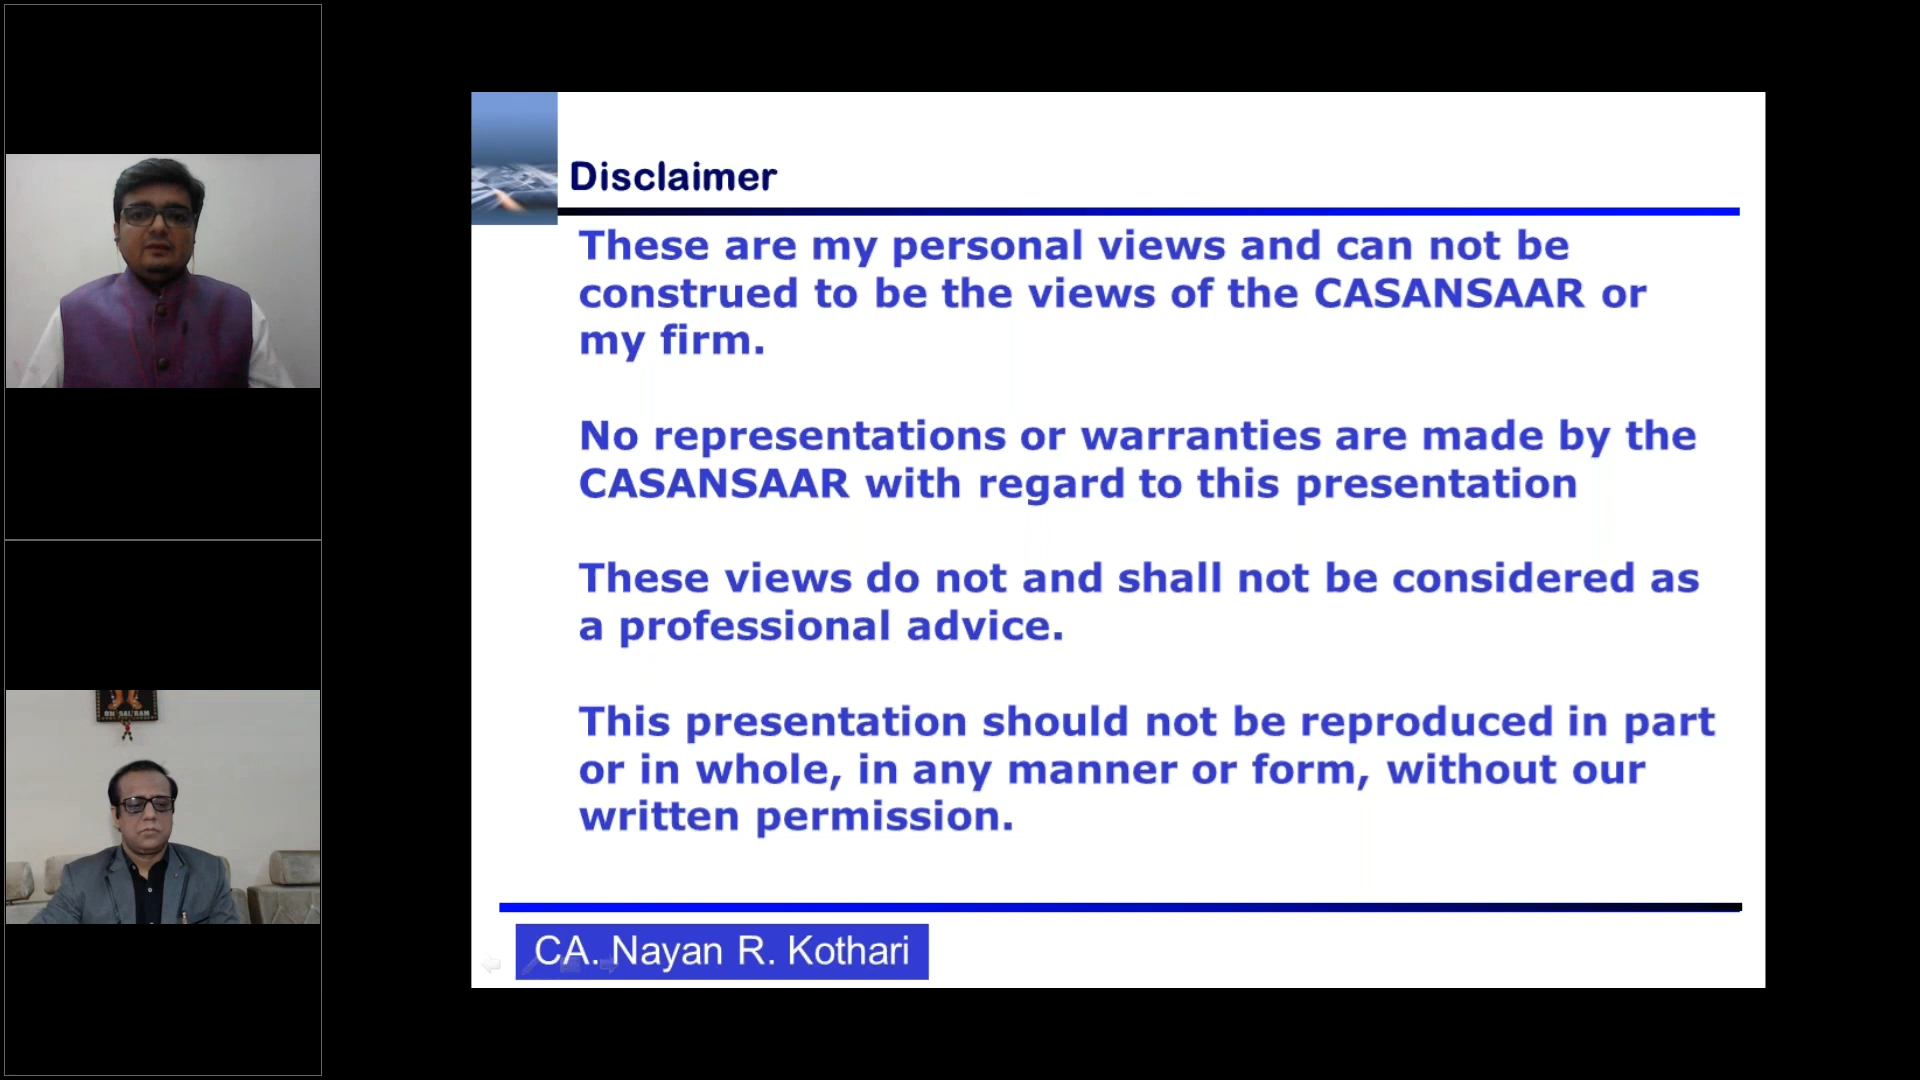 Disclaimer
These are my personal views and can not be
construed to be the views of the CASANSAAR or
my firm.
No representations or warranties are made by the
CASANSAAR with regard to this presentation
These views do not and shall not be considered as
a professional advice.
This presentation should not be reproduced in part
or in whole, in any manner or form, without our
written permission.
CA. Nayan R. Kothari